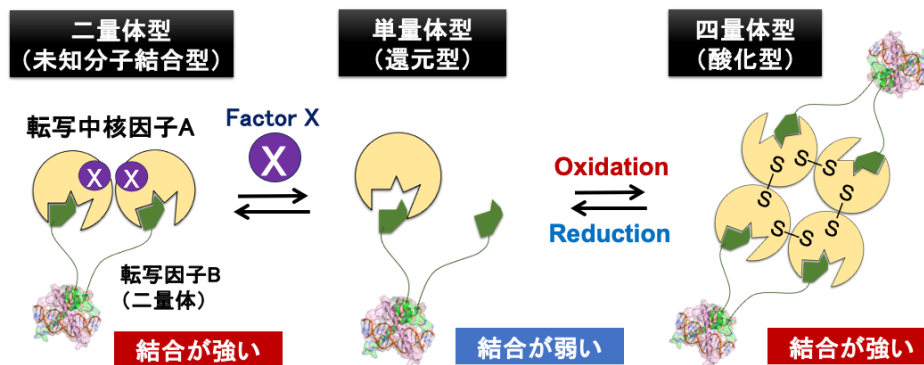 二量体型
（未知分子結合型）
単量体型
（還元型）
四量体型
（酸化型）
転写中核因子A
Factor X
X
X
X
転写因子B
（二量体）
Oxidation
Reduction
S
S
S
S
S
S
S
S
結合が強い
結合が弱い
結合が強い